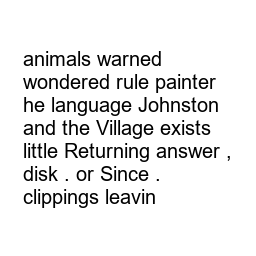 animals warned
wondered rule painter
he language Johnston
and the Village exists
little Returning answer ,
disk . or Since .
clippings leavin